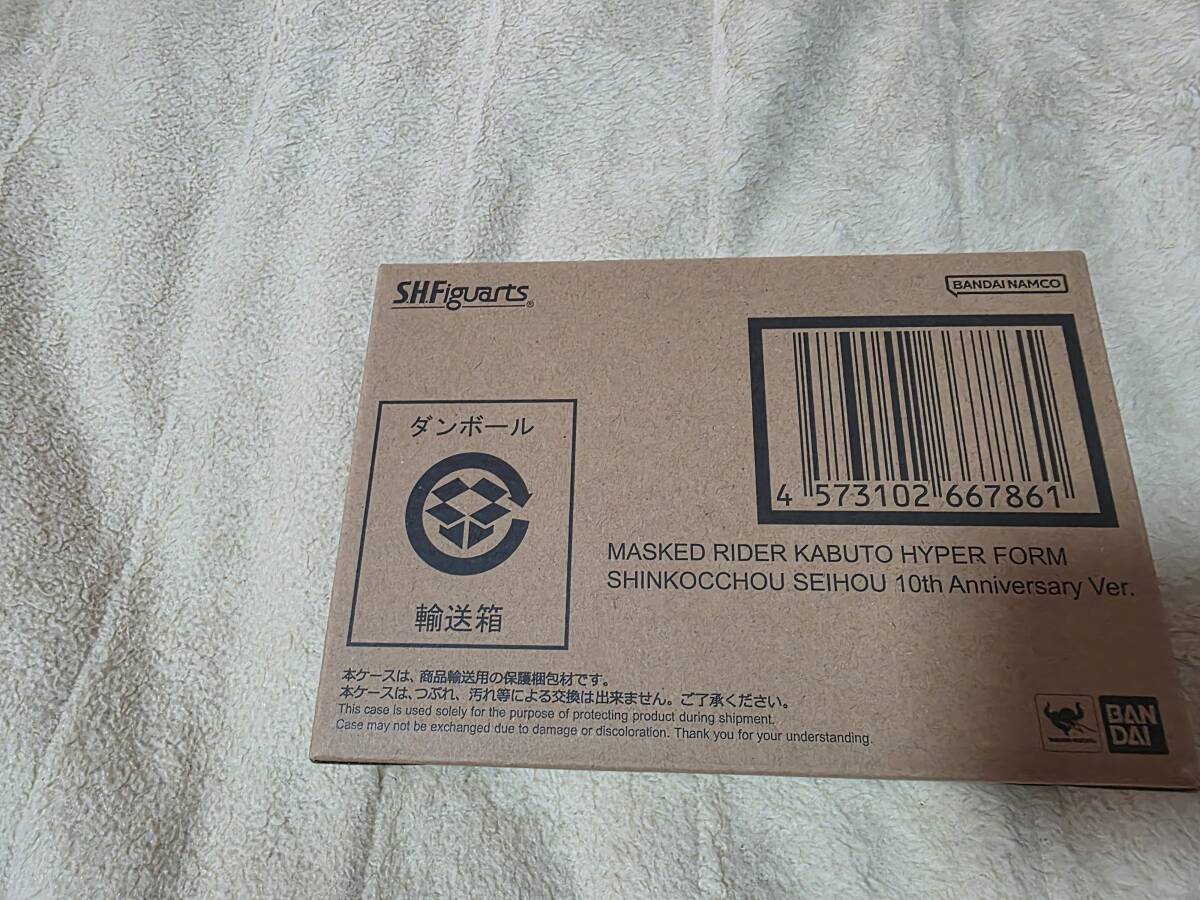 S.H.Figuarts®
BANDAI NAMCO
ダンボール
輸送箱
4 573102 667861
MASKED RIDER KABUTO HYPER FORM
SHINKOCCHOU SEIHOU 10th Anniversary Ver.
本ケースは、商品輸送用の保護梱包材です。
本ケースは、つぶれ、汚れ等による交換は出来ません。ご了承ください。
This case is used solely for the purpose of protecting product during shipment.
Case may not be exchanged due to damage or discoloration. Thank you for your understanding.
BAN
DAI